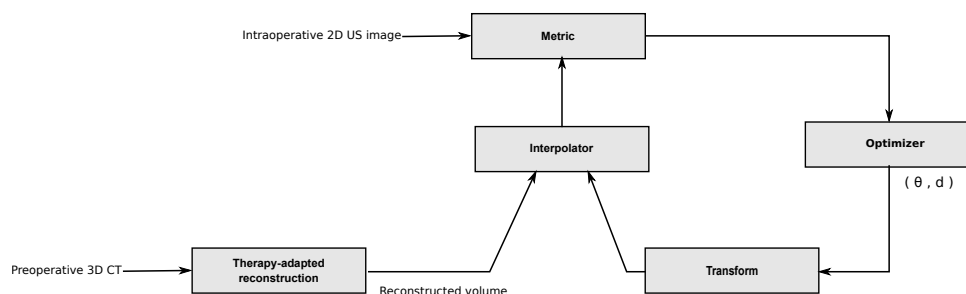 Intraoperative 2D US image
Metric
Interpolator
Optimizer
( θ , d )
Preoperative 3D CT
Therapy-adapted
reconstruction
Transform
Reconstructed volume